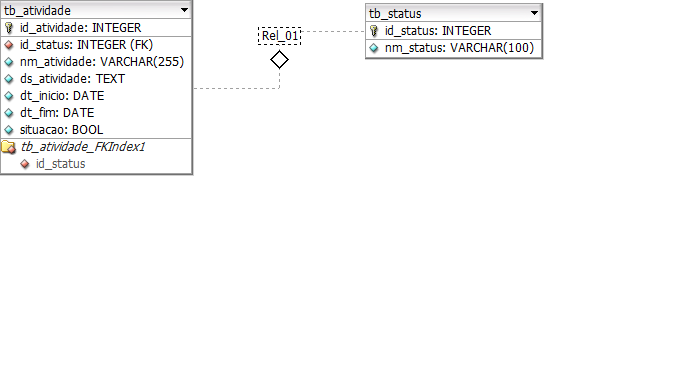 tb_atividade
id_atividade: INTEGER
id_status: INTEGER (FK)
nm_atividade: VARCHAR(255)
ds_atividade: TEXT
dt_inicio: DATE
dt_fim: DATE
situacao: BOOL
tb_atividade_FKIndex1
id_status
Rel_01
tb_status
id_status: INTEGER
nm_status: VARCHAR(100)